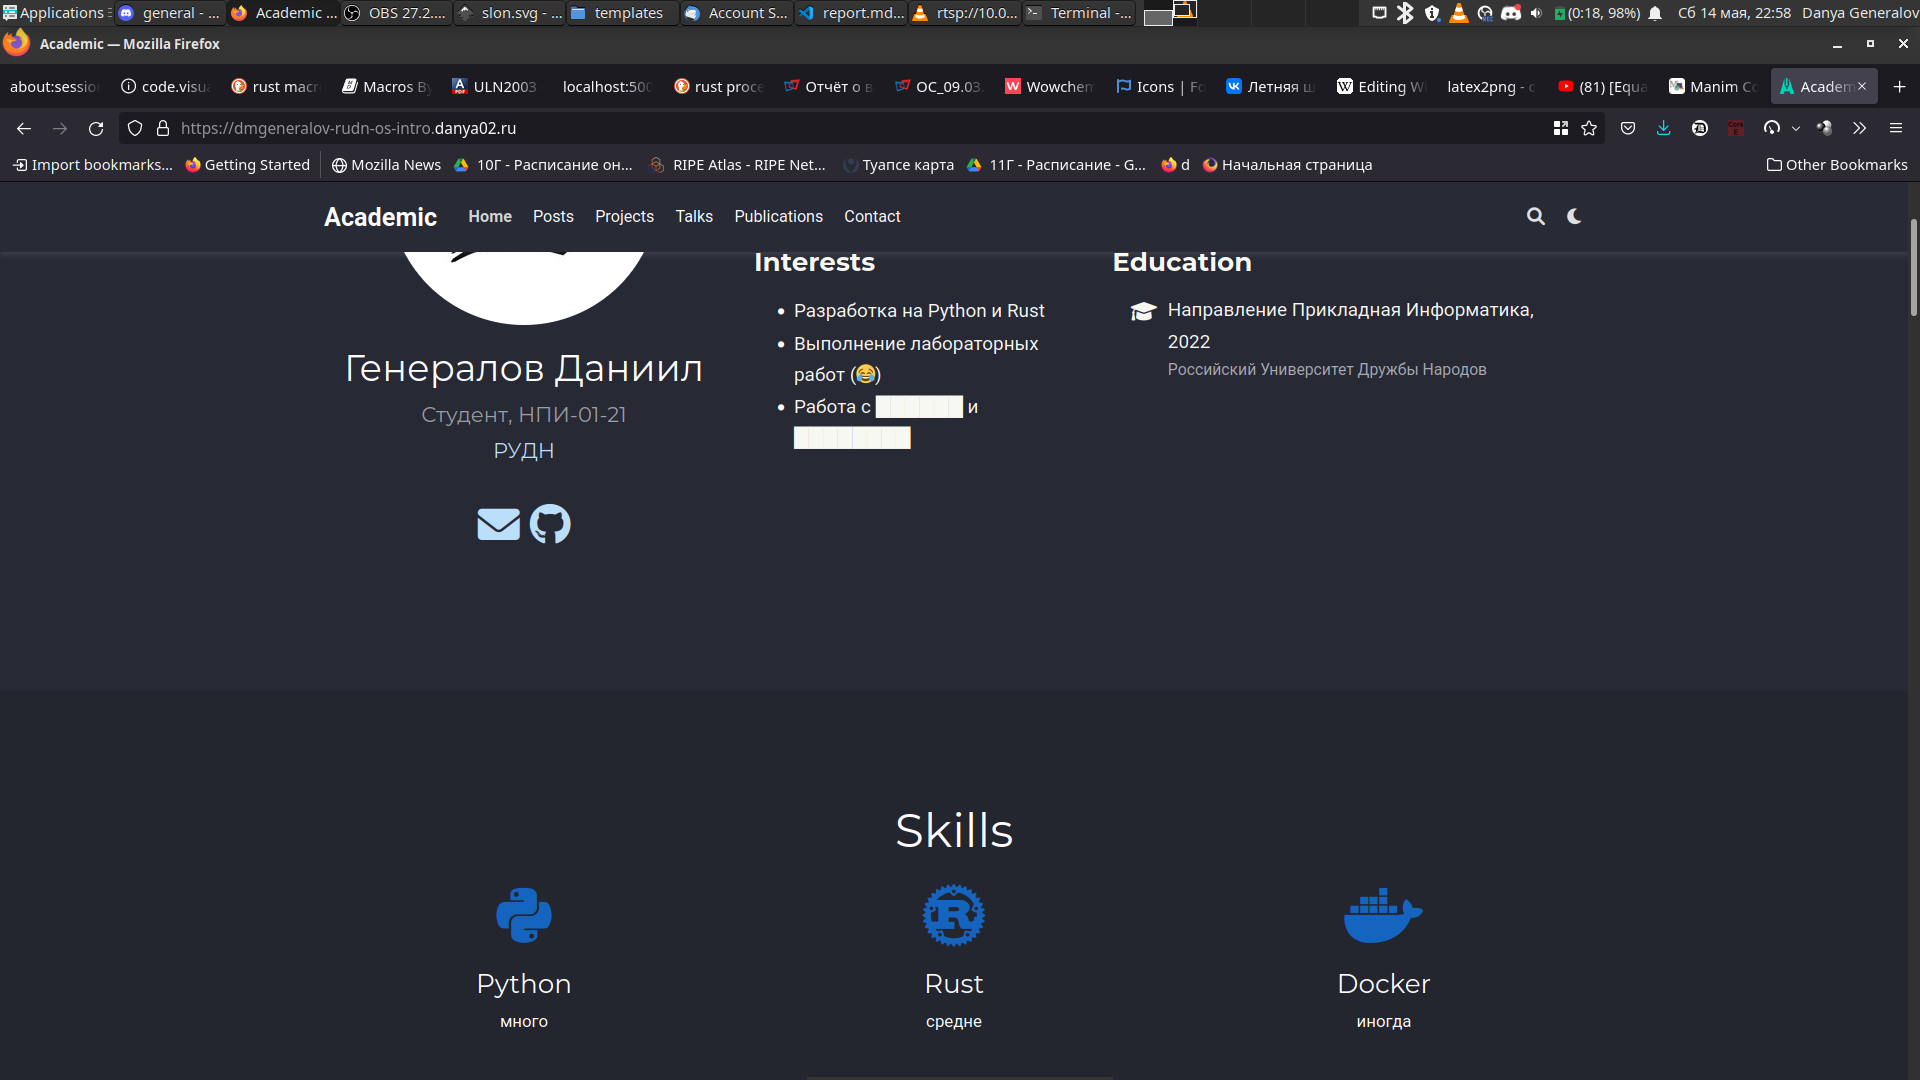 Applications
general - ...
Academic ...
OBS 27.2....
slon.svg - ...
templates
Account S...
report.md...
rtsp://10.0...
Terminal -...
(0:18, 98%)
Сб 14 мая, 22:58
Danya Generalov
Academic — Mozilla Firefox
about:sessio
code.visua
rust macr
Macros By
ULN2003
localhost:500
rust proce
Отчёт о в
ОС_09.03.
Wowchem
Icons | Fo
Летняя ш
Editing Wi
latex2png - c
(81) [Equa
Manim Co
Academ
https://dmgeneralov-rudn-os-intro.danya02.ru
Import bookmarks...
Getting Started
Mozilla News
10Г - Расписание он...
RIPE Atlas - RIPE Net...
Туапсе карта
11Г - Расписание - G...
d
Начальная страница
Other Bookmarks
Academic
Home
Posts
Projects
Talks
Publications
Contact
Генералов Даниил
Студент, НПИ-01-21
РУДН
Interests
Разработка на Python и Rust
Выполнение лабораторных
работ (😂)
Работа с ██████ и
████████
Education
Направление Прикладная Информатика,
2022
Российский Университет Дружбы Народов
Skills
Python
много
Rust
средне
Docker
иногда